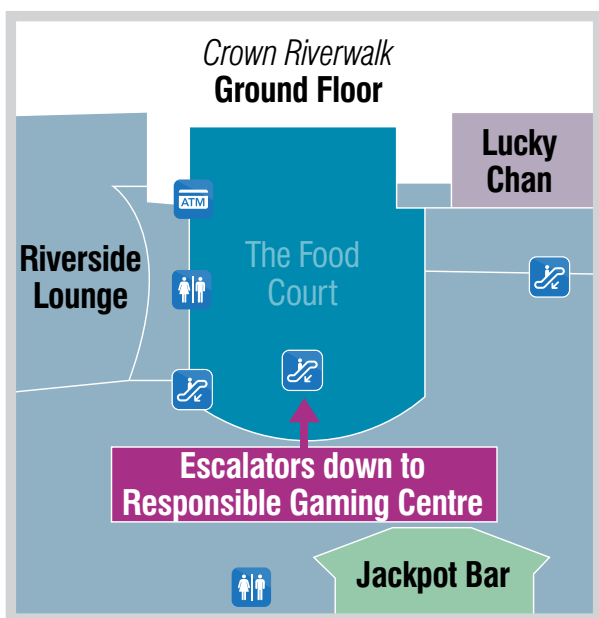 Crown Riverwalk
Ground Floor
Lucky
Chan
ATM
Riverside
Lounge
The Food
Court
Escalators down to
Responsible Gaming Centre
Jackpot Bar